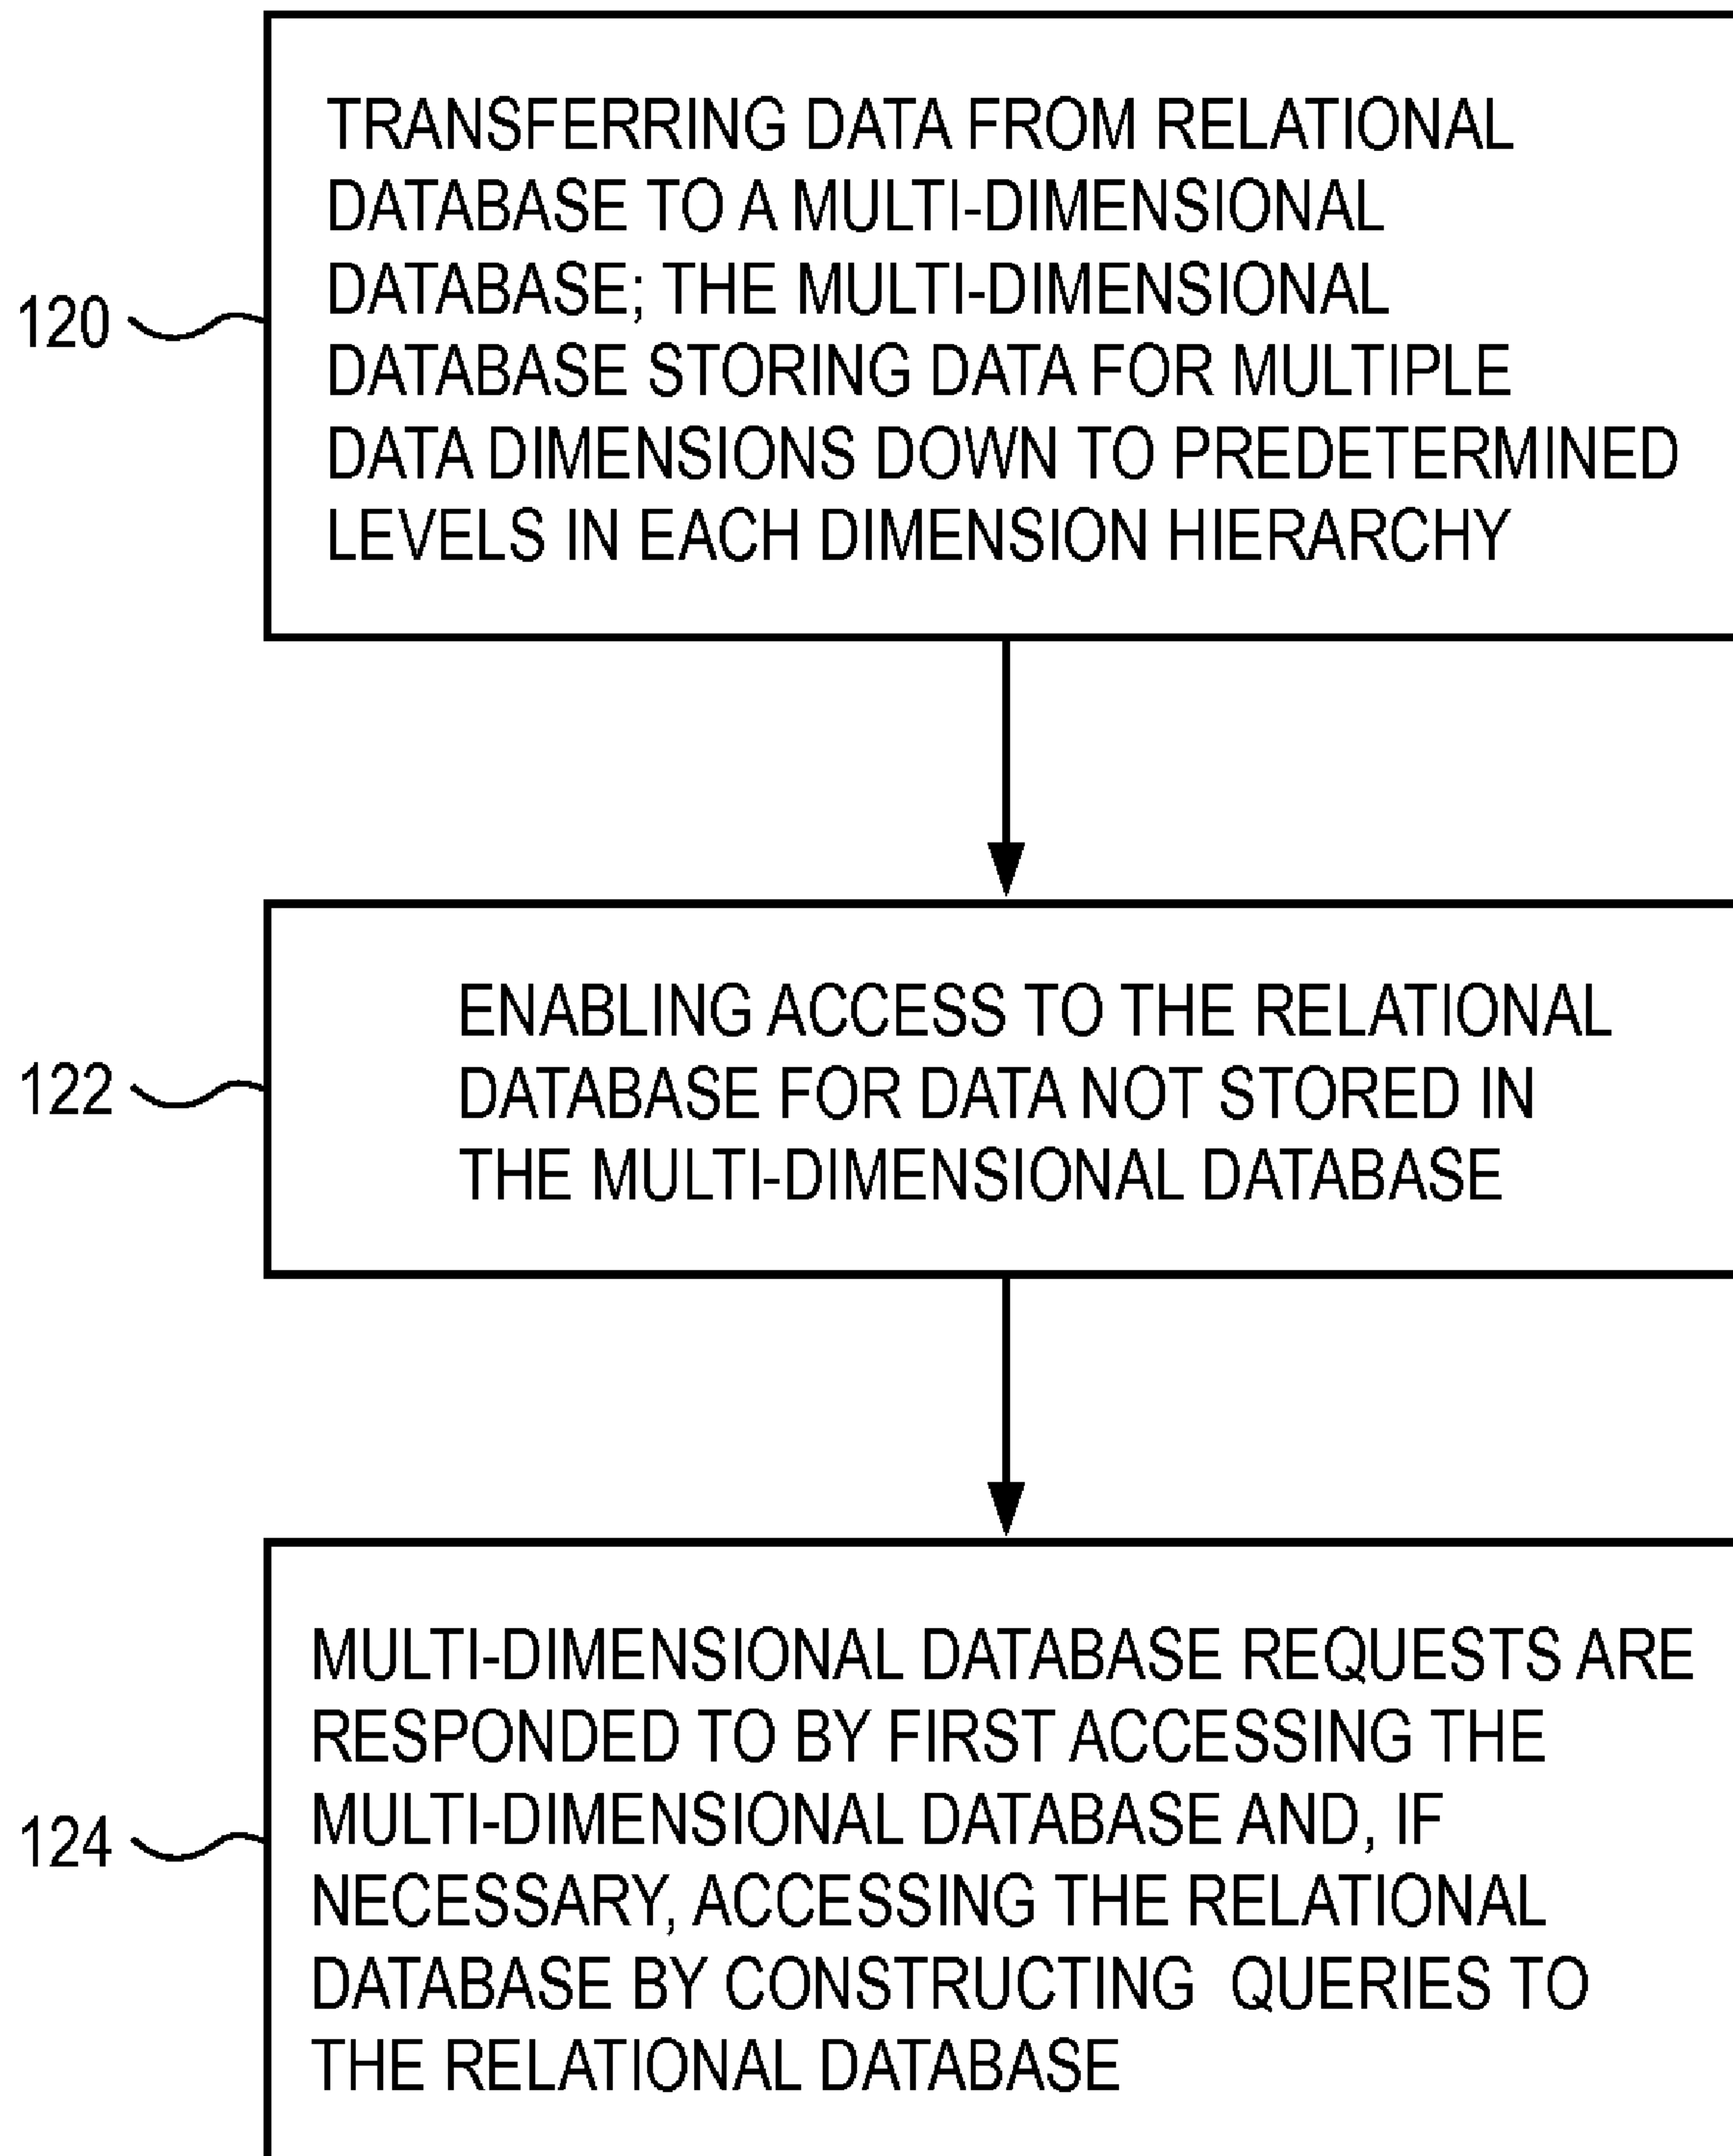 TRANSFERRING DATA FROM RELATIONAL
DATABASE TO A MULTI-DIMENSIONAL
DATABASE; THE MULTI-DIMENSIONAL
120
DATABASE STORING DATA FOR MULTIPLE
DATA DIMENSIONS DOWN TO PREDETERMINED
LEVELS IN EACH DIMENSION HIERARCHY
ENABLING ACCESS TO THE RELATIONAL
122
DATABASE FOR DATA NOT STORED IN
THE MULTI-DIMENSIONAL DATABASE
MULTI-DIMENSIONAL DATABASE REQUESTS ARE
RESPONDED TO BY FIRST ACCESSING THE
MULTI-DIMENSIONAL DATABASE AND, IF
124
NECESSARY, ACCESSING THE RELATIONAL
DATABASE BY CONSTRUCTING QUERIES TO
THE RELATIONAL DATABASE